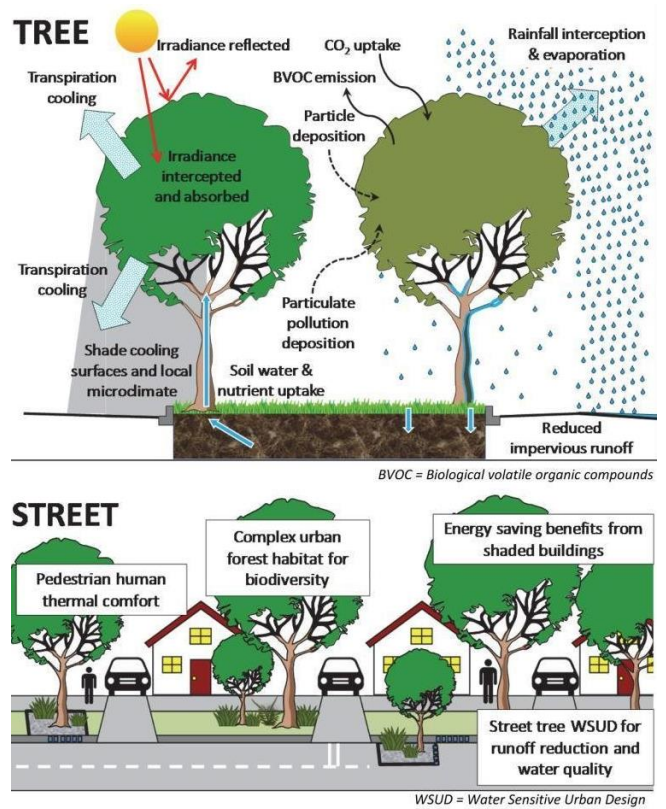 TREE
Irradiance reflected
Transpiration
cooling
Irradiance
intercepted
and absorbed
Transpiration
cooling
Shade cooling
surfaces and local
microclimate
Soil water &
nutrient uptake
CO₂ uptake
BVOC emission
Particle
deposition
Particulate
pollution
deposition
Rainfall interception
& evaporation
Reduced
impervious runoff
BVOC = Biological volatile organic compounds
STREET
Pedestrian human
thermal comfort
Complex urban
forest habitat for
biodiversity
Energy saving benefits from
shaded buildings
Street tree WSUD for
runoff reduction and
water quality
WSUD = Water Sensitive Urban Design